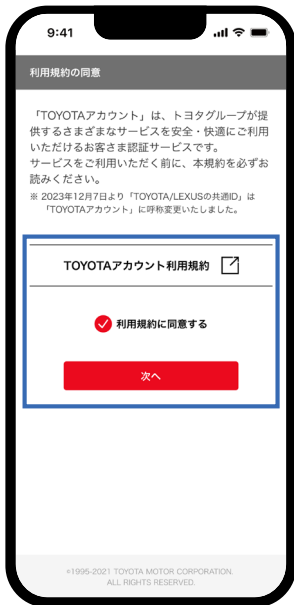 9:41
利用規約の同意
「TOYOTAアカウント」は、トヨタグループが提
供するさまざまなサービスを安全・快適にご利用
いただけるお客さま認証サービスです。
サービスをご利用いただく前に、本規約を必ずお
読みください。
※ 2023年12月7日より「TOYOTA/LEXUSの共通ID」は
「TOYOTAアカウント」に呼称変更いたしました。
TOYOTAアカウント利用規約
利用規約に同意する
次へ
©1995-2021 TOYOTA MOTOR CORPORATION.
ALL RIGHTS RESERVED.